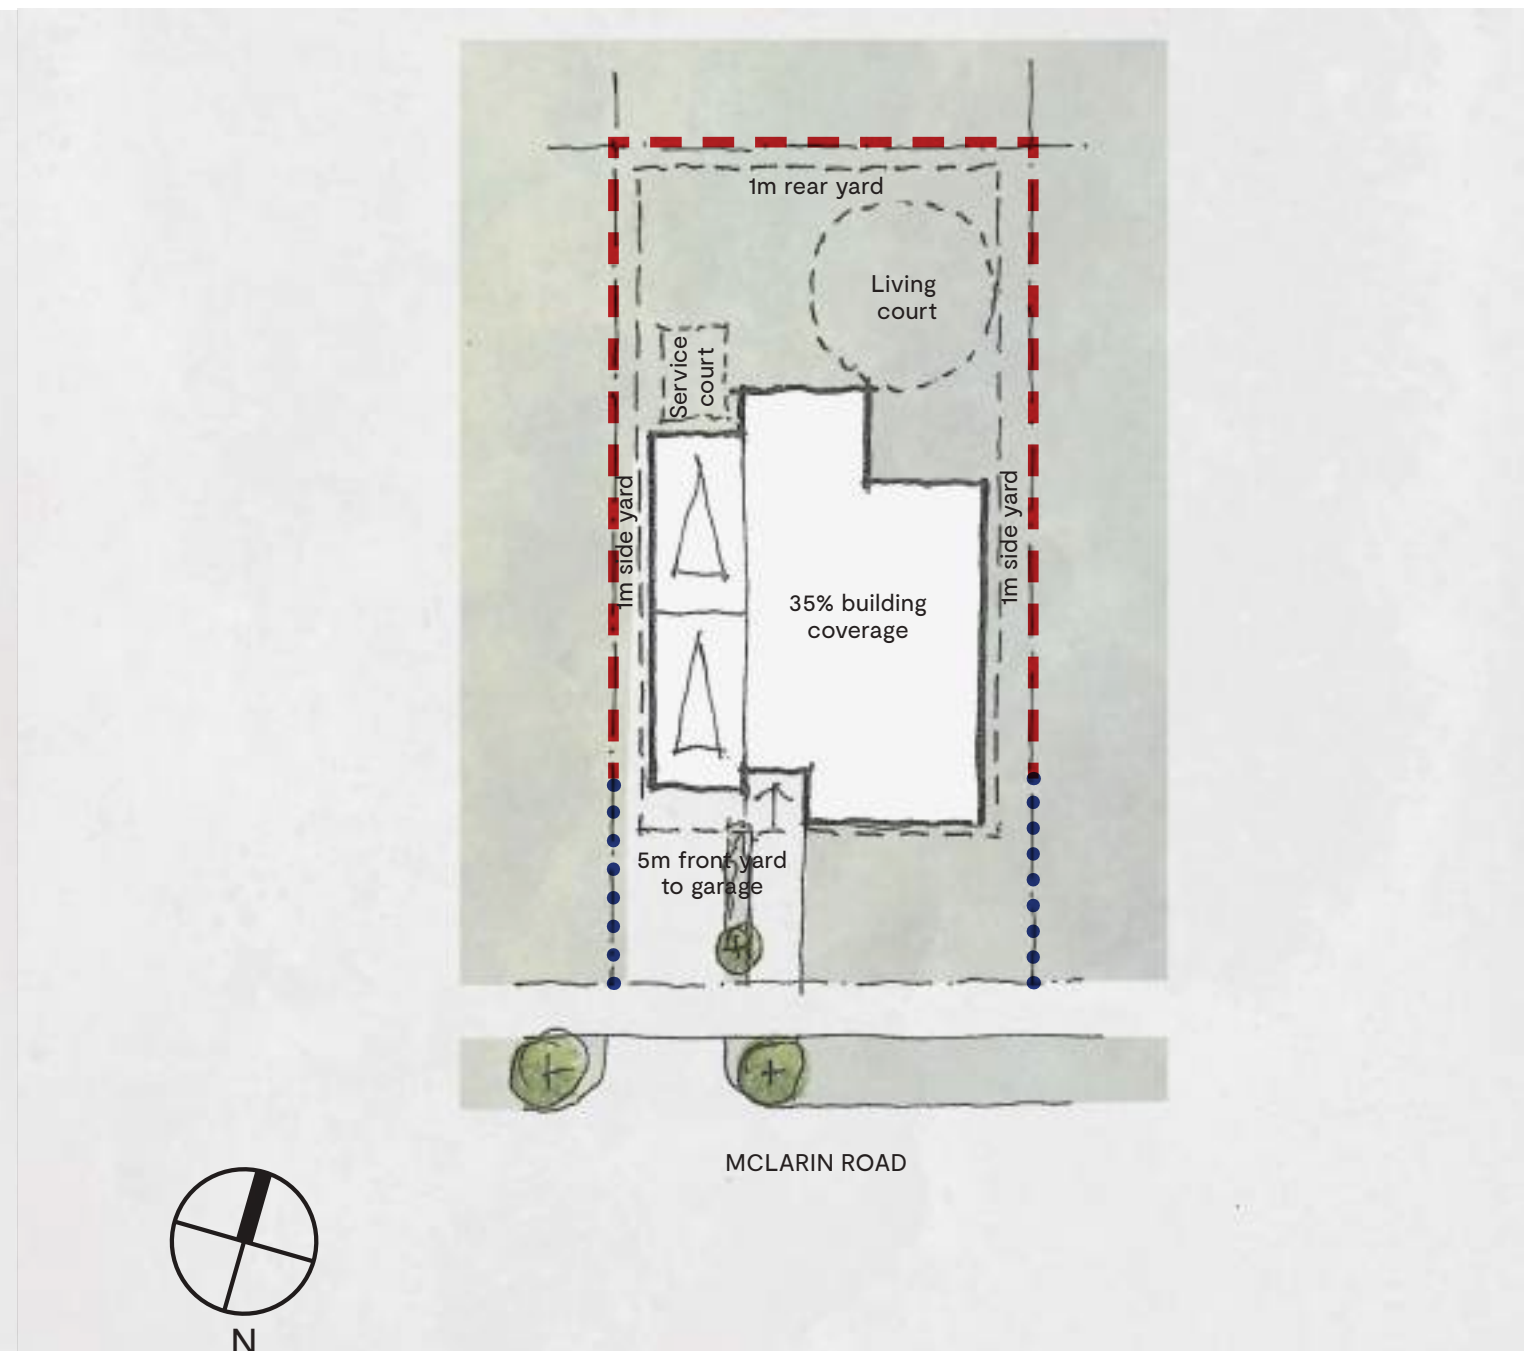 1m rear yard
Living
court
Service
court
1m side yard
1m side yard
35% building
coverage
5m front yard
to garage
MCLARIN ROAD
N